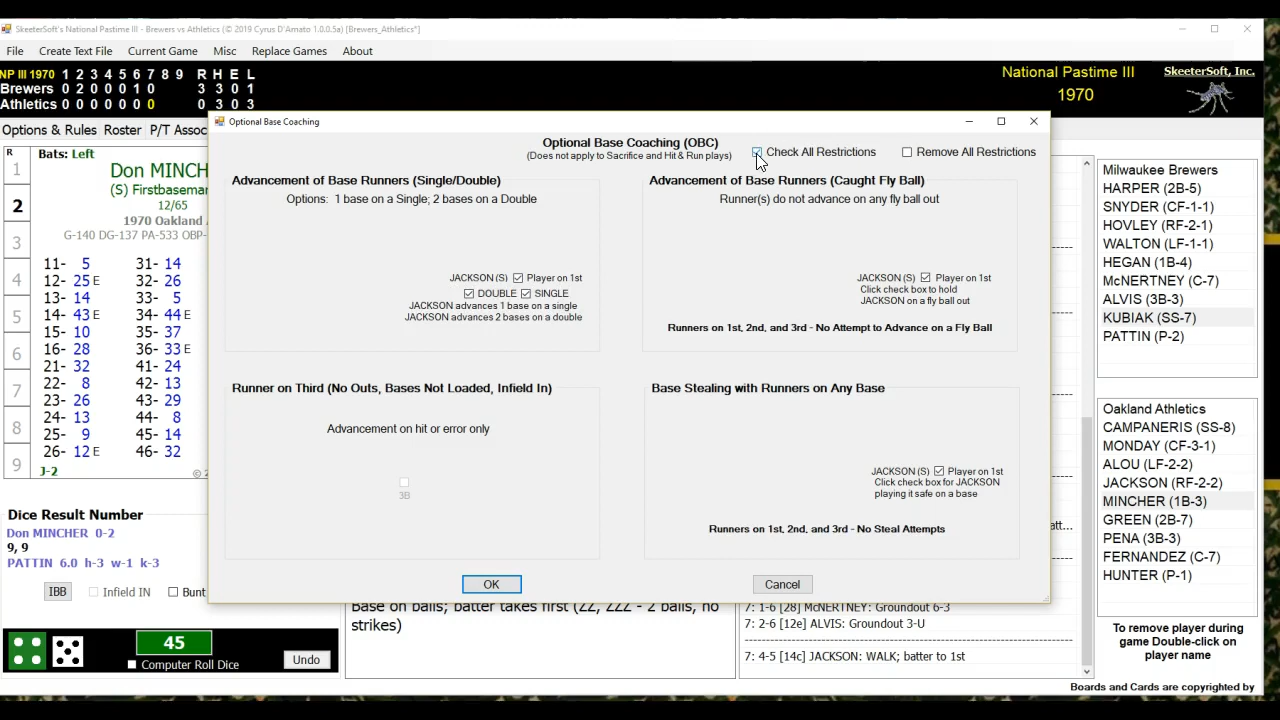 SkeeterSoft's National Pastime III - Brewers vs Athletics (© 2019 Cyrus D'Amato 1.0.0.5a) [Brewers_Athletics*]
File Create Text File Current Game Misc Replace Games About
NP III 1970 1 2 3 4 5 6 7 8 9 R H E L
Brewers 0 2 0 0 0 1 0 3 3 0 1
Athletics 0 0 0 0 0 0 0 0 3 0 3
National Pastime III
1970
SkeeterSoft, Inc.
Options & Rules Roster P/T Assoc
R
1
2
3
4
5
6
7
8
9
Bats: Left
Don MINCH
(S) Firstbasema
12/65
1970 Oakland
G-140 DG-137 PA-533 OBP-
11- 5 31- 14
12- 25 E 32- 26
13- 14 33- 5
14- 43 E 34- 44 E
15- 10 35- 37
16- 28 36- 33 E
21- 32 41- 24
22- 8 42- 13
23- 26 43- 29
24- 13 44- 8
25- 9 45- 14
26- 12 E 46- 32
J-2 ©
Dice Result Number
Don MINCHER 0-2
9, 9
PATTIN 6.0 h-3 w-1 k-3
IBB Infield IN Bunt
45
Computer Roll Dice
Undo
Optional Base Coaching
Optional Base Coaching (OBC)
(Does not apply to Sacrifice and Hit & Run plays)
Check All Restrictions
Remove All Restrictions
Advancement of Base Runners (Single/Double)
Options: 1 base on a Single; 2 bases on a Double
JACKSON (S) Player on 1st
DOUBLE SINGLE
JACKSON advances 1 base on a single
JACKSON advances 2 bases on a double
Advancement of Base Runners (Caught Fly Ball)
Runner(s) do not advance on any fly ball out
JACKSON (S) Player on 1st
Click check box to hold
JACKSON on a fly ball out
Runners on 1st, 2nd, and 3rd - No Attempt to Advance on a Fly Ball
Runner on Third (No Outs, Bases Not Loaded, Infield In)
Advancement on hit or error only
3B
Base Stealing with Runners on Any Base
JACKSON (S) Player on 1st
Click check box for JACKSON
playing it safe on a base
Runners on 1st, 2nd, and 3rd - No Steal Attempts
OK
Cancel
Base on balls; batter takes first (ZZ, ZZZ - 2 balls, no
strikes)
att...
7: 1-6 [28] McNERTNEY: Groundout 6-3
7: 2-6 [12e] ALVIS: Groundout 3-U
7: 4-5 [14c] JACKSON: WALK; batter to 1st
Milwaukee Brewers
HARPER (2B-5)
SNYDER (CF-1-1)
HOVLEY (RF-2-1)
WALTON (LF-1-1)
HEGAN (1B-4)
McNERTNEY (C-7)
ALVIS (3B-3)
KUBIAK (SS-7)
PATTIN (P-2)
Oakland Athletics
CAMPANERIS (SS-8)
MONDAY (CF-3-1)
ALOU (LF-2-2)
JACKSON (RF-2-2)
MINCHER (1B-3)
GREEN (2B-7)
PENA (3B-3)
FERNANDEZ (C-7)
HUNTER (P-1)
To remove player during
game Double-click on
player name
Boards and Cards are copyrighted by